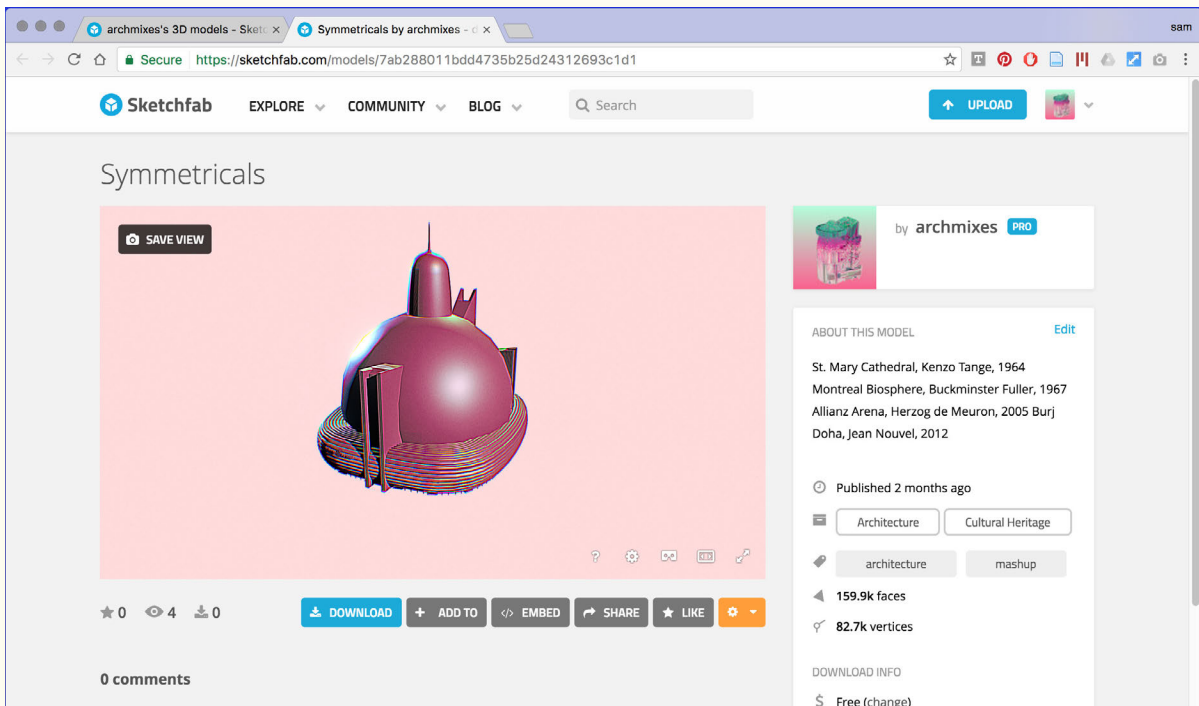 archmixes's 3D models - Sketc
Symmetricals by archmixes - d
sam
Secure https://sketchfab.com/models/7ab288011bdd4735b25d24312693c1d1
Sketchfab EXPLORE COMMUNITY BLOG Search UPLOAD
Symmetricals
SAVE VIEW
by archmixes PRO
ABOUT THIS MODEL Edit
St. Mary Cathedral, Kenzo Tange, 1964
Montreal Biosphere, Buckminster Fuller, 1967
Allianz Arena, Herzog de Meuron, 2005 Burj
Doha, Jean Nouvel, 2012
Published 2 months ago
Architecture Cultural Heritage
architecture mashup
159.9k faces
82.7k vertices
0 4 0 DOWNLOAD + ADD TO </> EMBED SHARE LIKE
0 comments
DOWNLOAD INFO
$ Free (change)